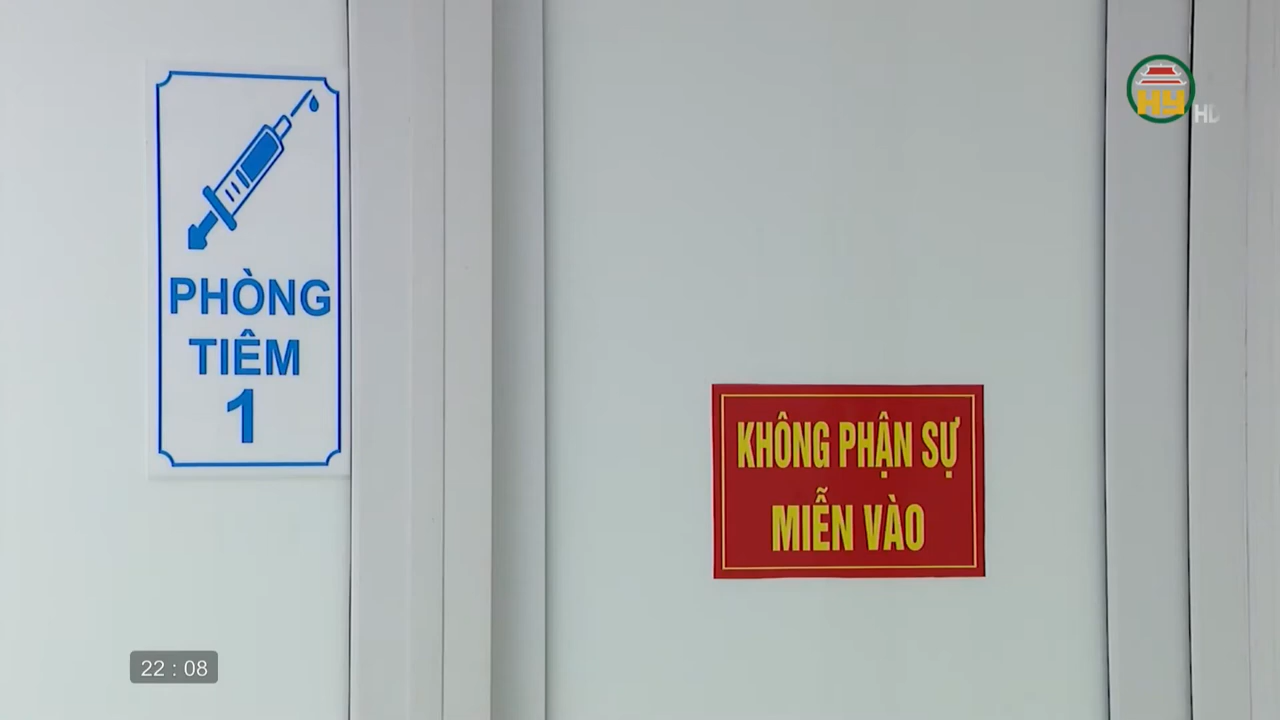 PHÒNG
TIÊM
1
KHÔNG PHẬN SỰ
MIỄN VÀO
HY
HD
22 : 08